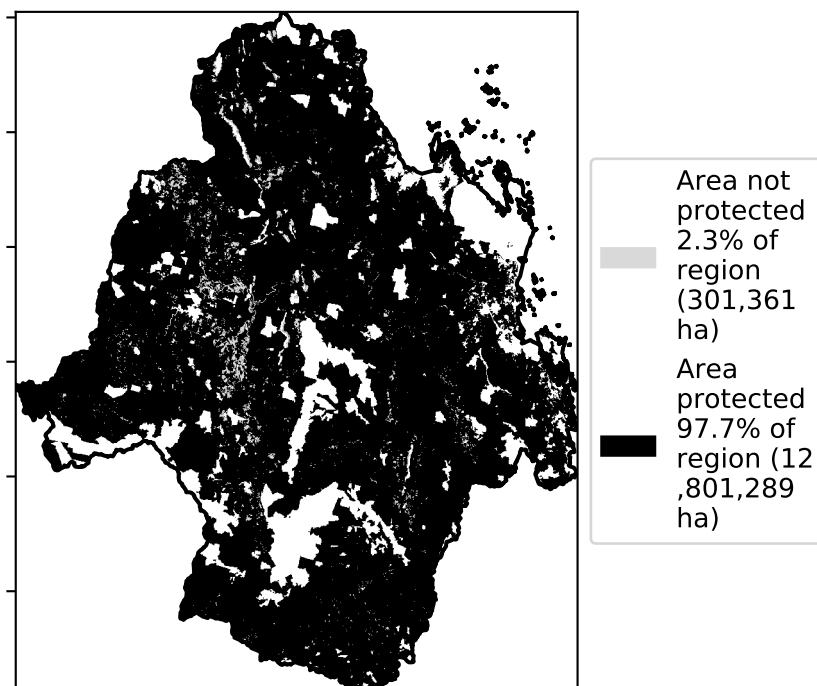 Area not
protected
2.3% of
region
(301,361
ha)
Area
protected
97.7% of
region (12
,801,289
ha)